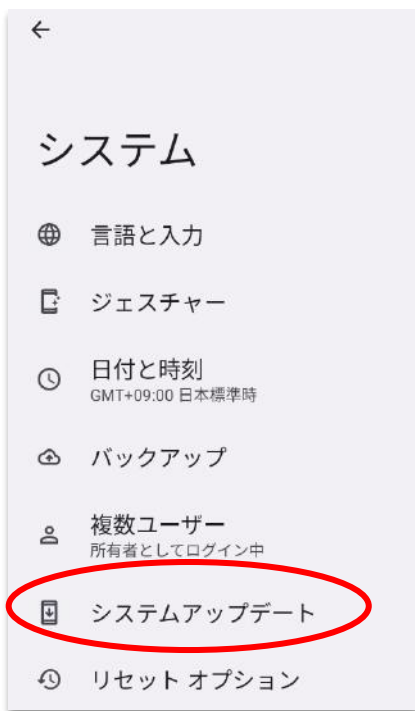 システム
言語と入力
ジェスチャー
日付と時刻
GMT+09:00 日本標準時
バックアップ
複数ユーザー
所有者としてログイン中
システムアップデート
リセット オプション